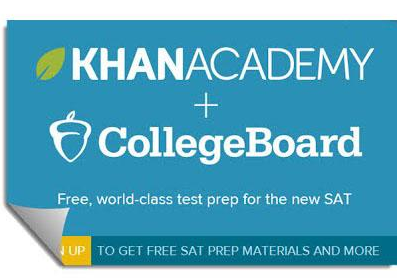 KHANACADEMY
+
CollegeBoard
Free, world-class test prep for the new SAT
UP TO GET FREE SAT PREP MATERIALS AND MORE